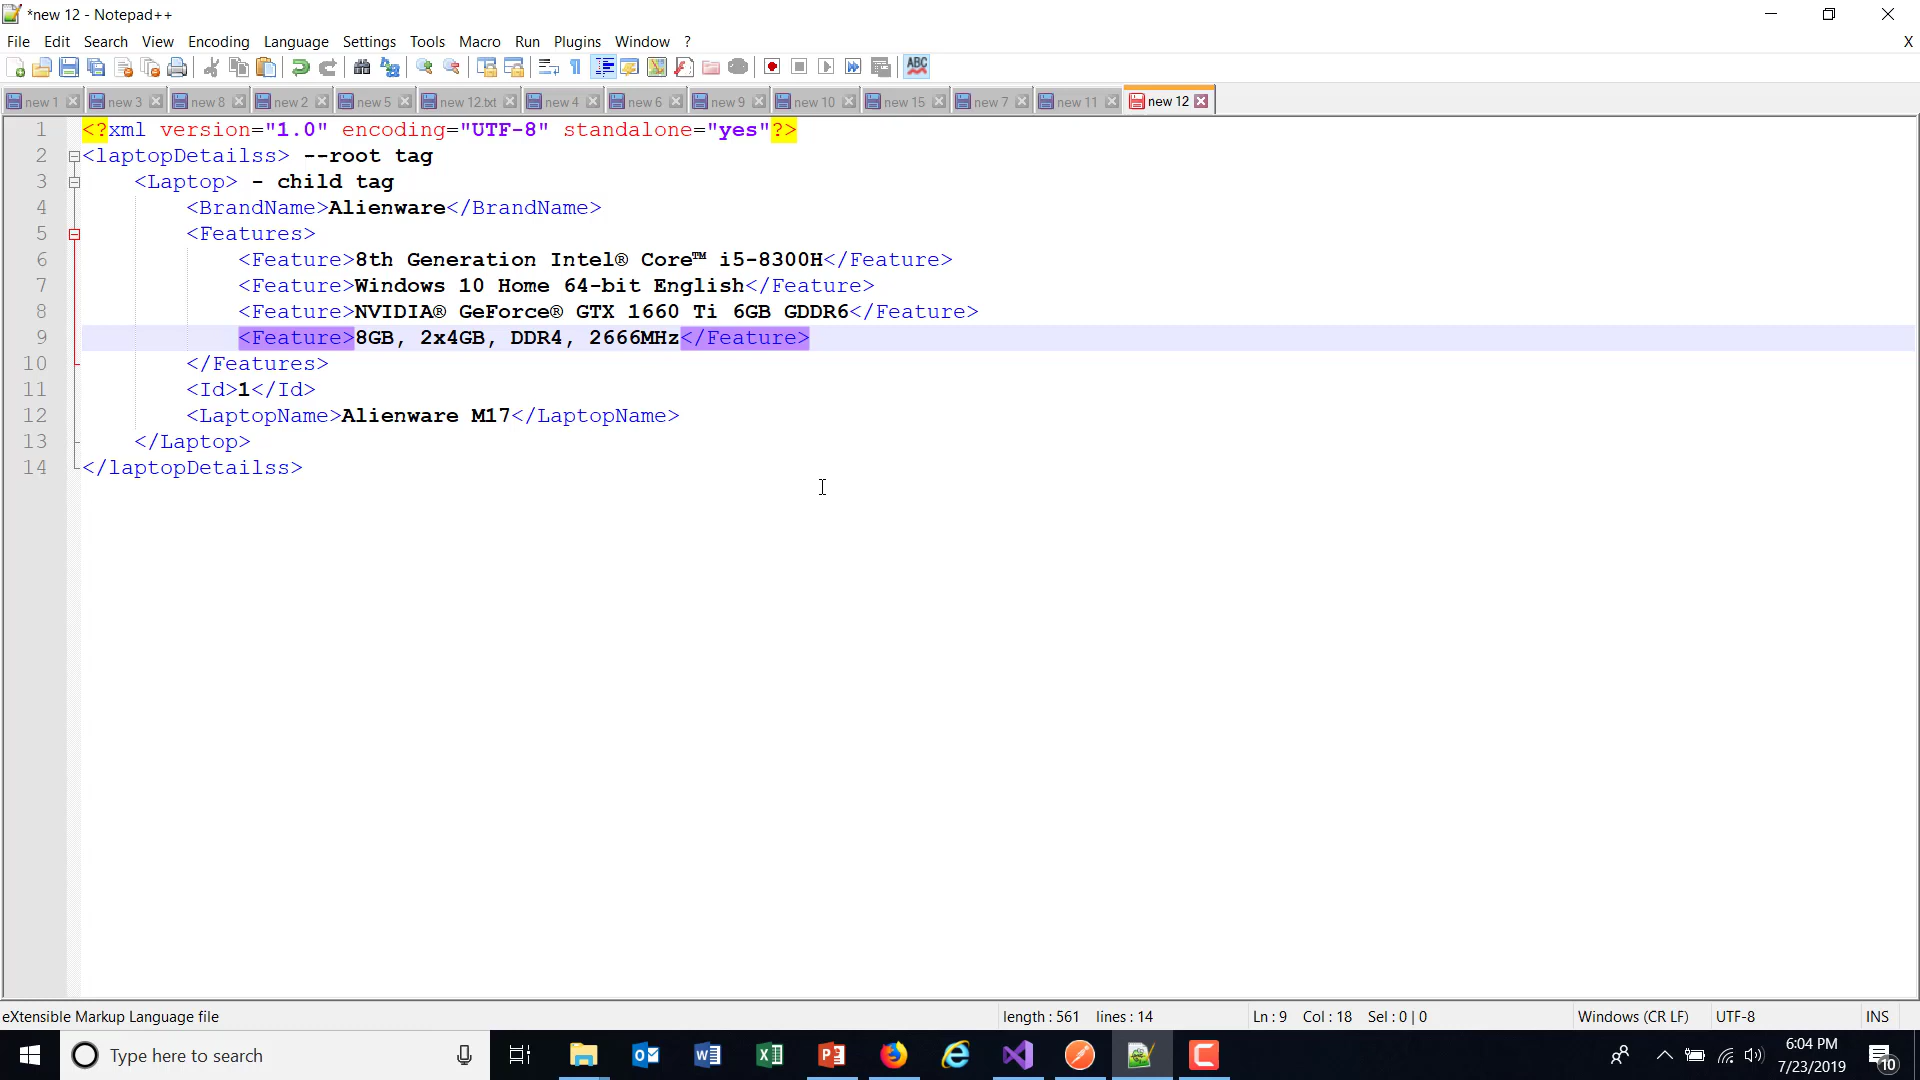 *new 12 - Notepad++
File Edit Search View Encoding Language Settings Tools Macro Run Plugins Window ? X
new 1 new 3 new 8 new 2 new 5 new 12.txt new 4 new 6 new 9 new 10 new 15 new 7 new 11 new 12
1 <?xml version="1.0" encoding="UTF-8" standalone="yes"?>
2 <laptopDetailss> --root tag
3 <Laptop> - child tag
4 <BrandName>Alienware</BrandName>
5 <Features>
6 <Feature>8th Generation Intel® Core™ i5-8300H</Feature>
7 <Feature>Windows 10 Home 64-bit English</Feature>
8 <Feature>NVIDIA® GeForce® GTX 1660 Ti 6GB GDDR6</Feature>
9 <Feature>8GB, 2x4GB, DDR4, 2666MHz</Feature>
10 </Features>
11 <Id>1</Id>
12 <LaptopName>Alienware M17</LaptopName>
13 </Laptop>
14 </laptopDetailss>
eXtensible Markup Language file length : 561 lines : 14 Ln : 9 Col : 18 Sel : 0 | 0 Windows (CR LF) UTF-8 INS
Type here to search
6:04 PM
7/23/2019
10